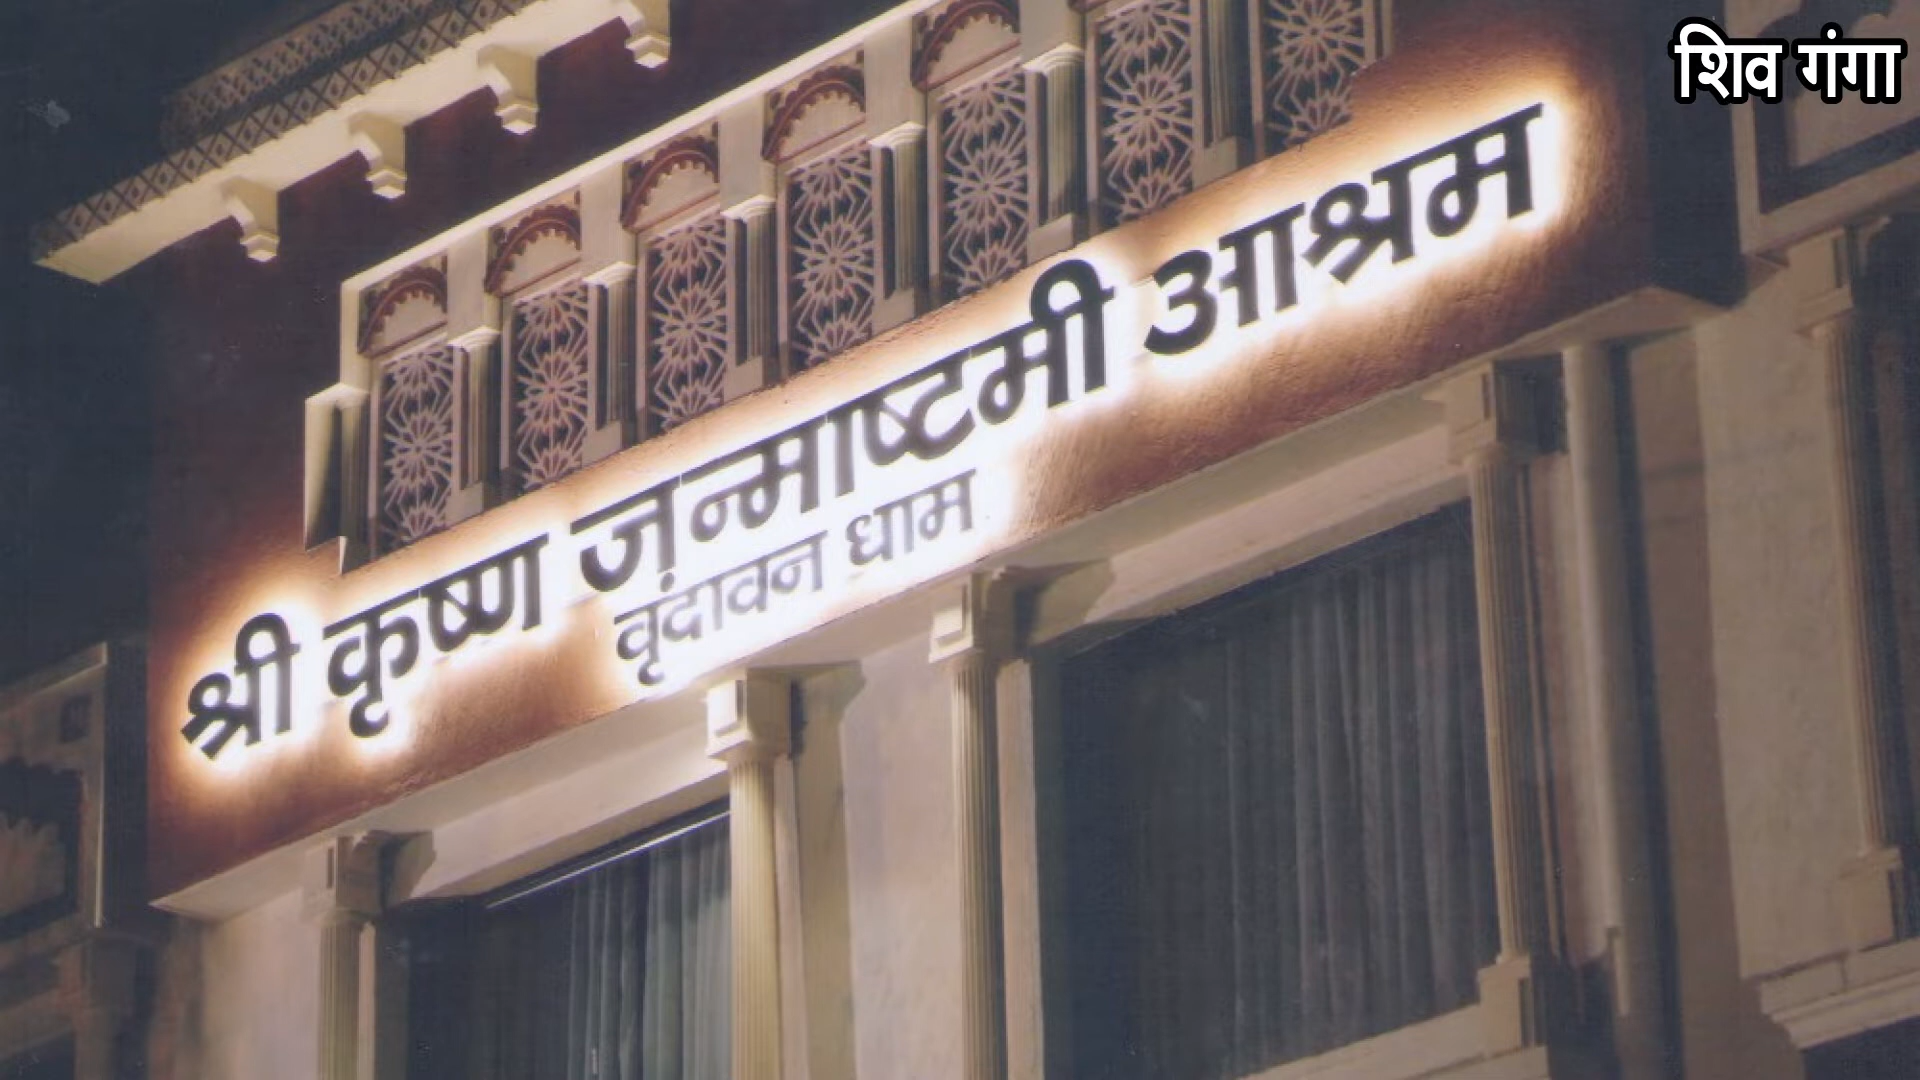 शिव गंगा
श्री कृष्ण जन्माष्टमी आश्रम
वृंदावन धाम